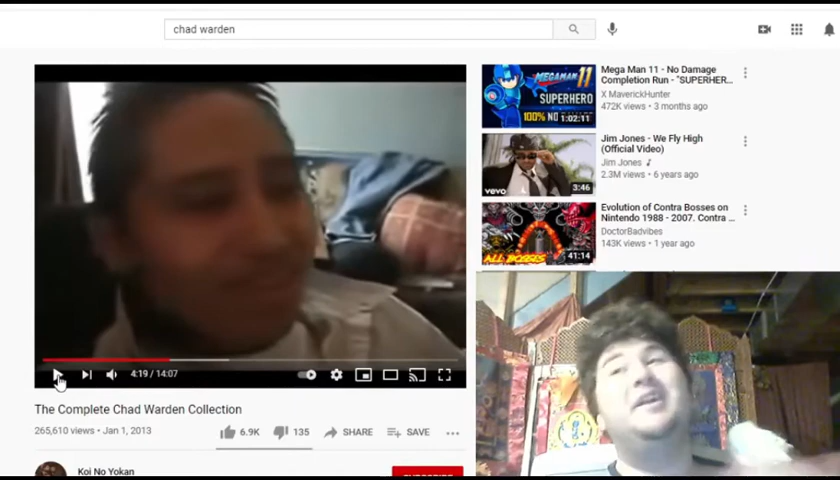 chad warden
MEGAMAN 11
SUPERHERO
100% NO
1:02:11
Mega Man 11 - No Damage
Completion Run - "SUPERHER...
X MaverickHunter
472K views • 3 months ago
vevo
3:46
Jim Jones - We Fly High
(Official Video)
Jim Jones
2.3M views • 6 years ago
ALL BOSSES
41:14
Evolution of Contra Bosses on
Nintendo 1988 - 2007. Contra ...
DoctorBadvibes
143K views • 1 year ago
4:19 / 14:07
The Complete Chad Warden Collection
265,610 views • Jan 1, 2013
6.9K
135
SHARE
SAVE
Koi No Yokan
SUBSCRIBE